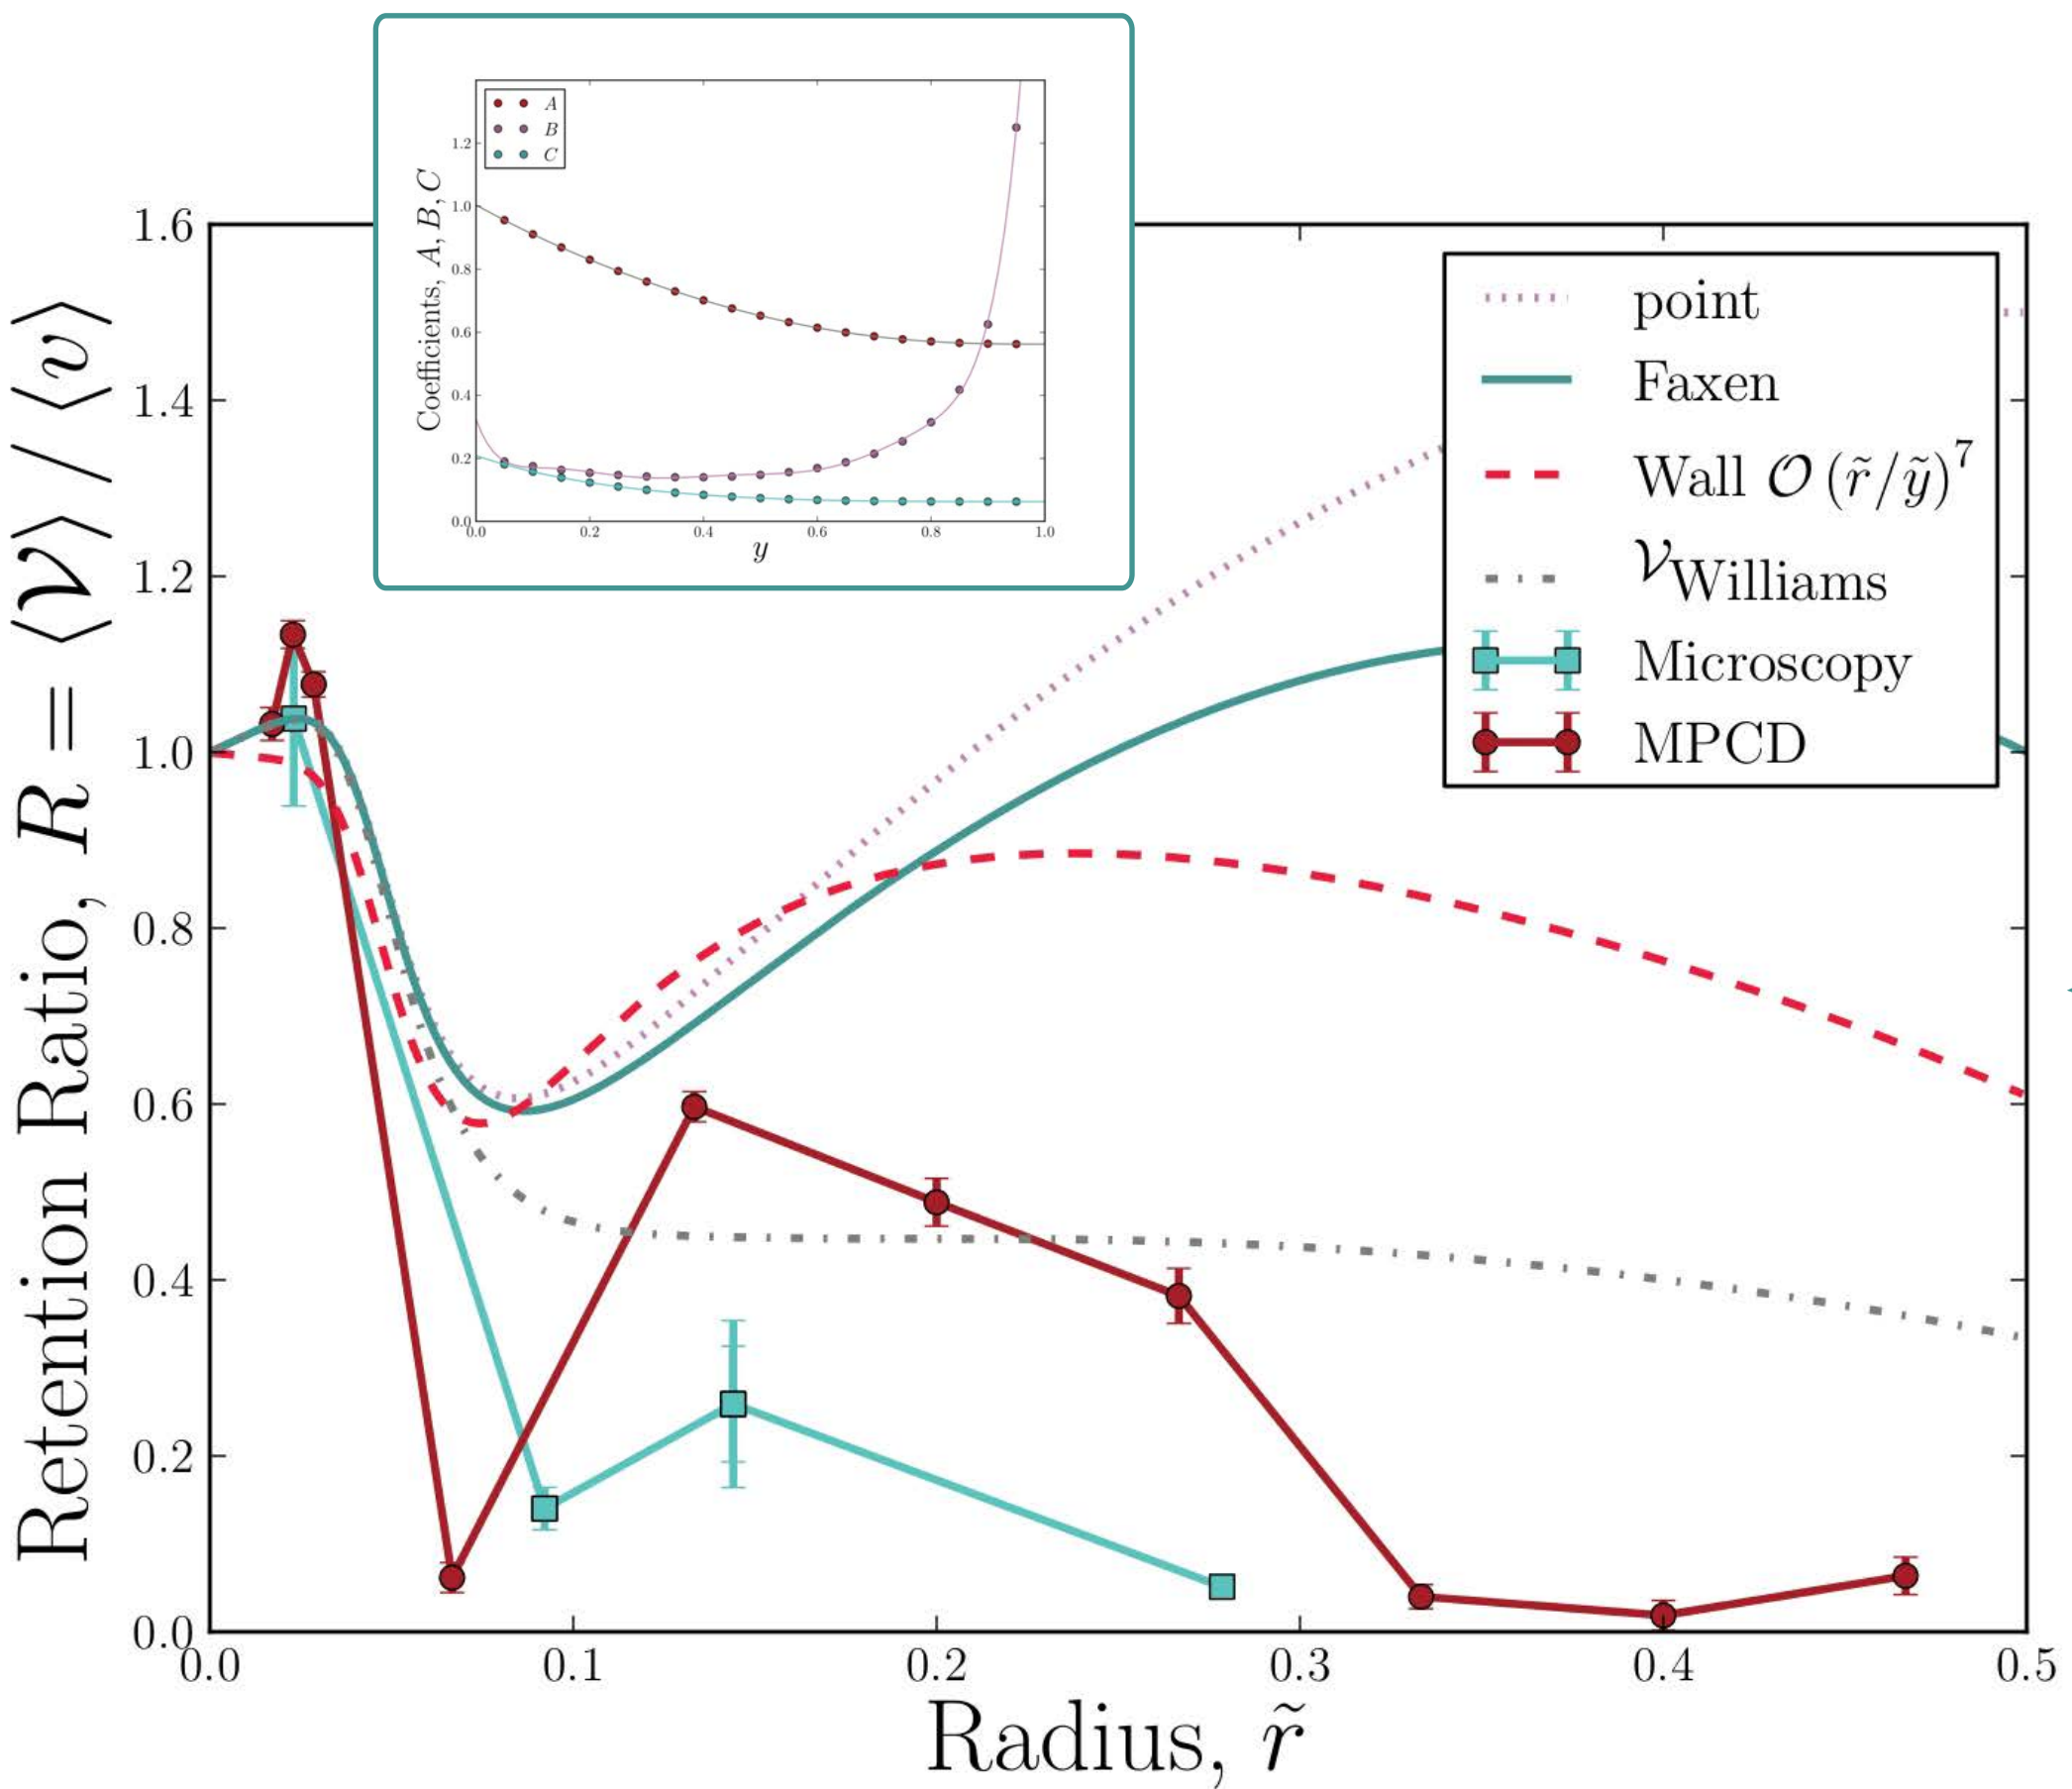 A
B
C
Coefficients, A, B, C
1.2
1.0
0.8
0.6
0.4
0.2
0.0
0.0 0.2 0.4 0.6 0.8 1.0
y
Retention Ratio, R = ⟨𝒱⟩ / ⟨v⟩
1.6
1.4
1.2
1.0
0.8
0.6
0.4
0.2
0.0
point
Faxen
Wall 𝒪 (r̃/ỹ)⁷
𝒱Williams
Microscopy
MPCD
0.0 0.1 0.2 0.3 0.4 0.5
Radius, r̃